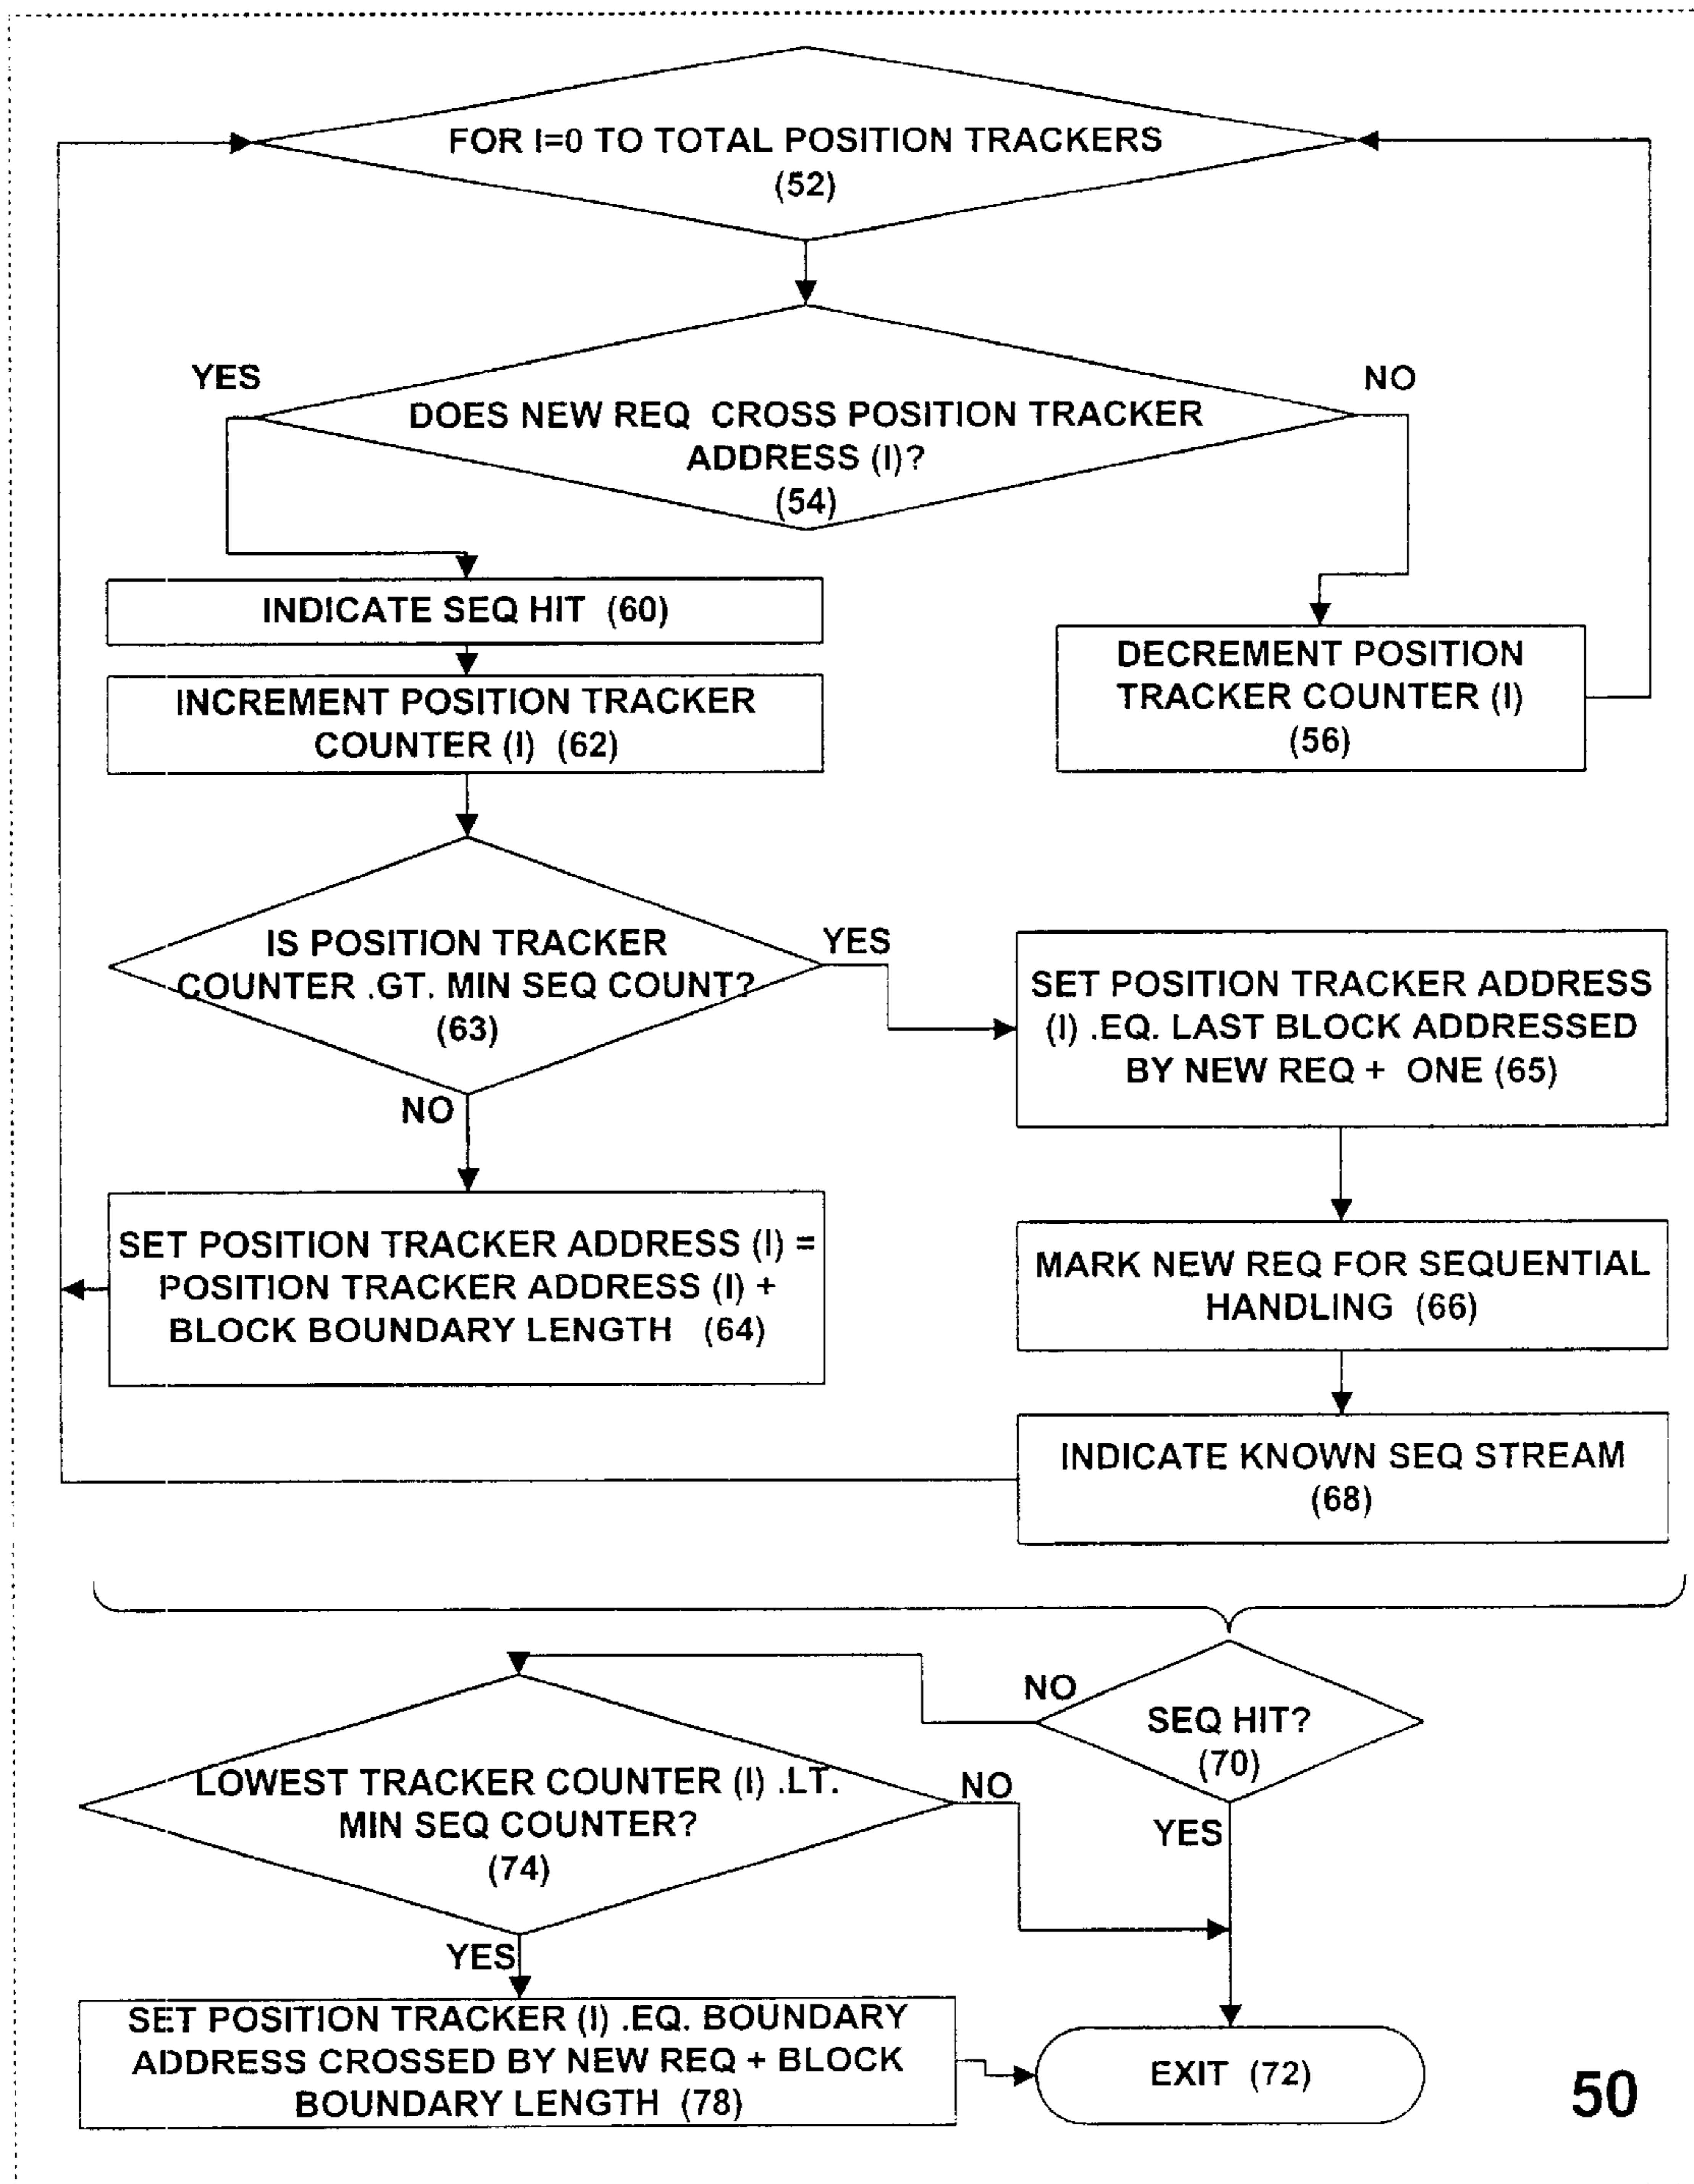 FOR I=0 TO TOTAL POSITION TRACKERS
(52)
YES
NO
DOES NEW REQ CROSS POSITION TRACKER
ADDRESS (I)?
(54)
INDICATE SEQ HIT (60)
INCREMENT POSITION TRACKER
COUNTER (I) (62)
DECREMENT POSITION
TRACKER COUNTER (I)
(56)
IS POSITION TRACKER
COUNTER .GT. MIN SEQ COUNT?
(63)
YES
NO
SET POSITION TRACKER ADDRESS
(I) .EQ. LAST BLOCK ADDRESSED
BY NEW REQ + ONE (65)
SET POSITION TRACKER ADDRESS (I) =
POSITION TRACKER ADDRESS (I) +
BLOCK BOUNDARY LENGTH (64)
MARK NEW REQ FOR SEQUENTIAL
HANDLING (66)
INDICATE KNOWN SEQ STREAM
(68)
NO
SEQ HIT?
(70)
YES
LOWEST TRACKER COUNTER (I) .LT.
MIN SEQ COUNTER?
(74)
NO
YES
SET POSITION TRACKER (I) .EQ. BOUNDARY
ADDRESS CROSSED BY NEW REQ + BLOCK
BOUNDARY LENGTH (78)
EXIT (72)
50